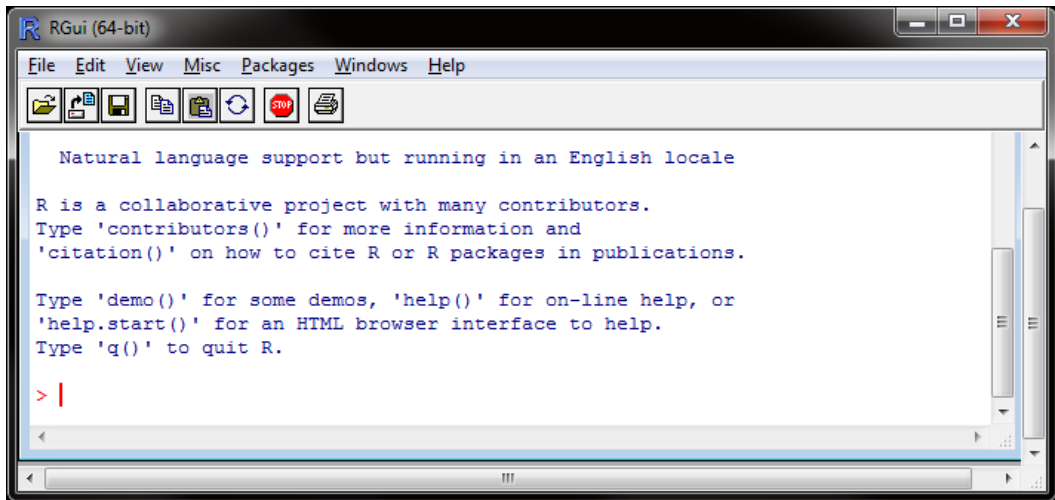 RGui (64-bit)
File Edit View Misc Packages Windows Help
STOP
Natural language support but running in an English locale
R is a collaborative project with many contributors.
Type 'contributors()' for more information and
'citation()' on how to cite R or R packages in publications.
Type 'demo()' for some demos, 'help()' for on-line help, or
'help.start()' for an HTML browser interface to help.
Type 'q()' to quit R.
>